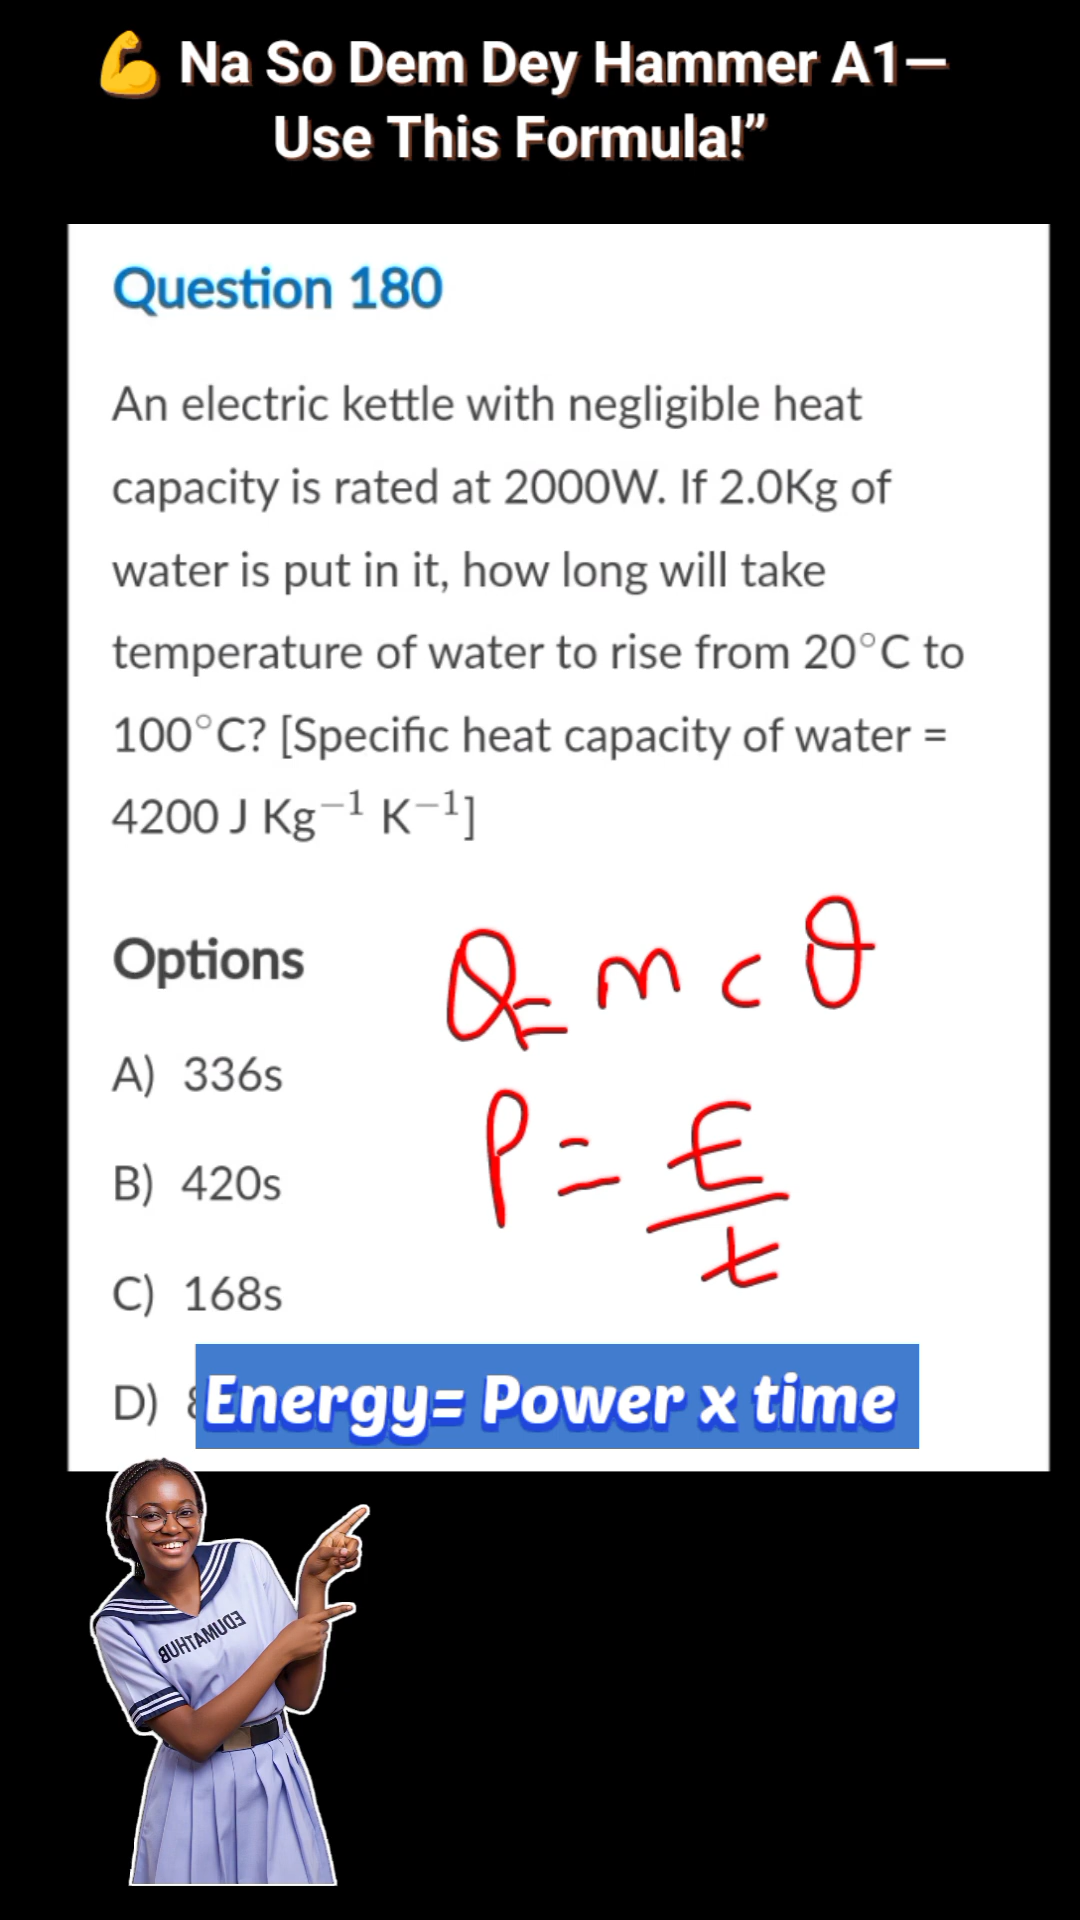 💪 Na So Dem Dey Hammer A1—
Use This Formula!”
Question 180
An electric kettle with negligible heat
capacity is rated at 2000W. If 2.0Kg of
water is put in it, how long will take
temperature of water to rise from 20°C to
100°C? [Specific heat capacity of water =
4200 J Kg⁻¹ K⁻¹]
Options
Q = m c θ
A) 336s
P = E/t
B) 420s
C) 168s
D)
Energy= Power x time
EDUMATHUB